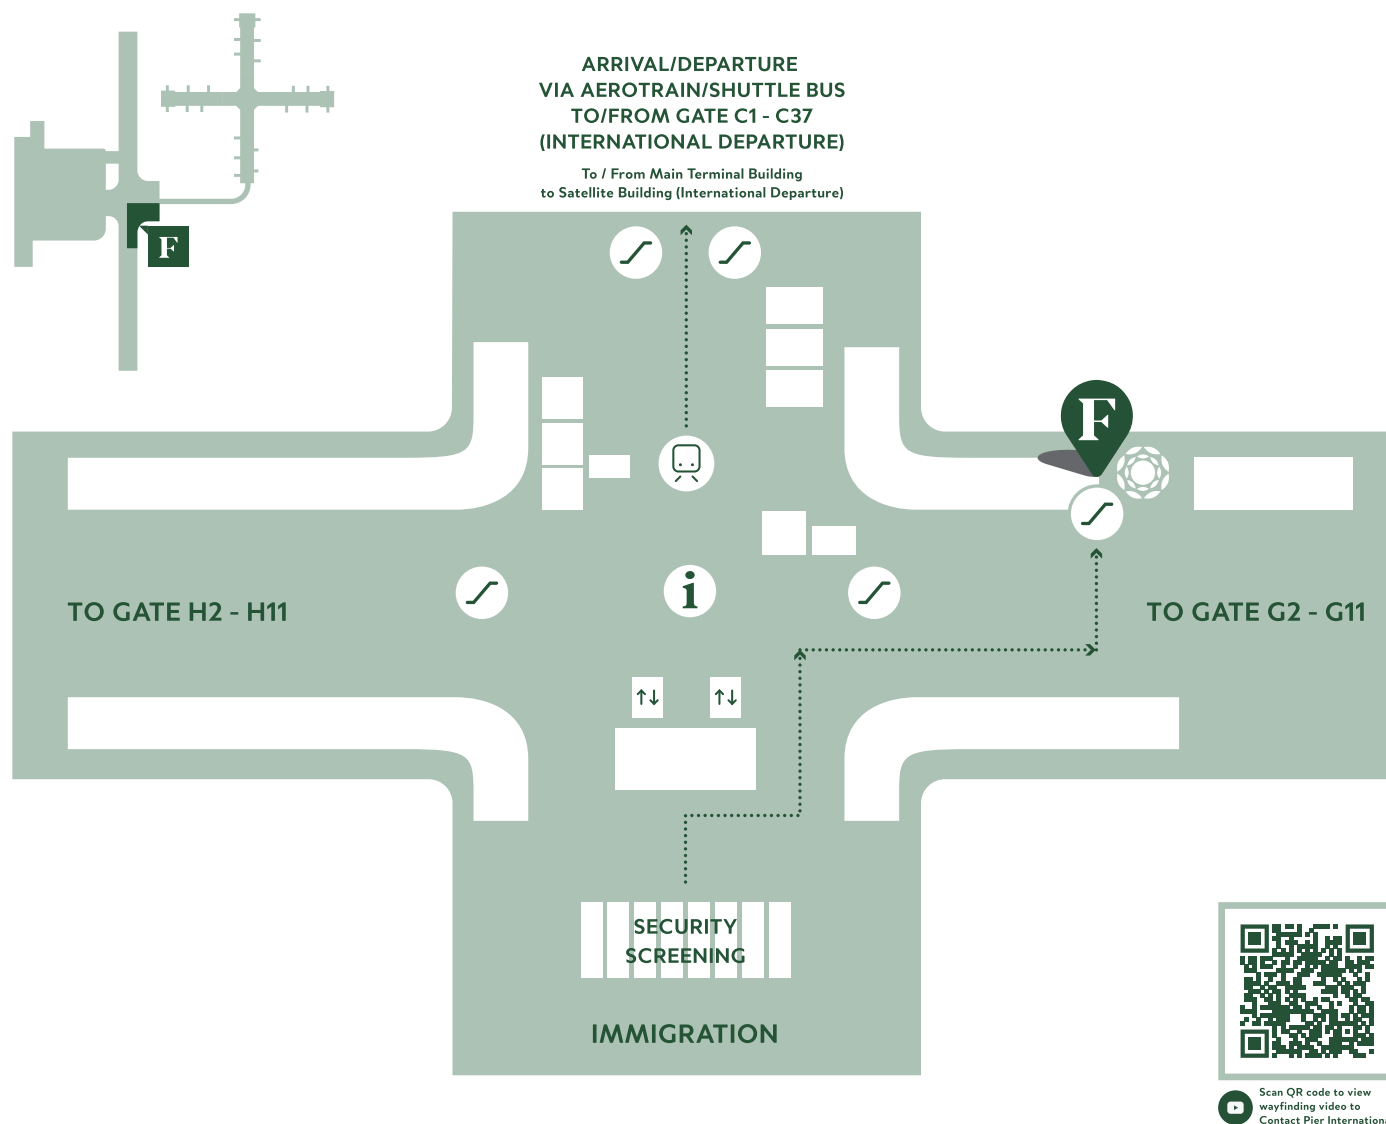 ARRIVAL/DEPARTURE
VIA AEROTRAIN/SHUTTLE BUS
TO/FROM GATE C1 - C37
(INTERNATIONAL DEPARTURE)
To / From Main Terminal Building
to Satellite Building (International Departure)
F
F
i
TO GATE H2 - H11
TO GATE G2 - G11
SECURITY
SCREENING
IMMIGRATION
Scan QR code to view
wayfinding video to
Contact Pier Internationa